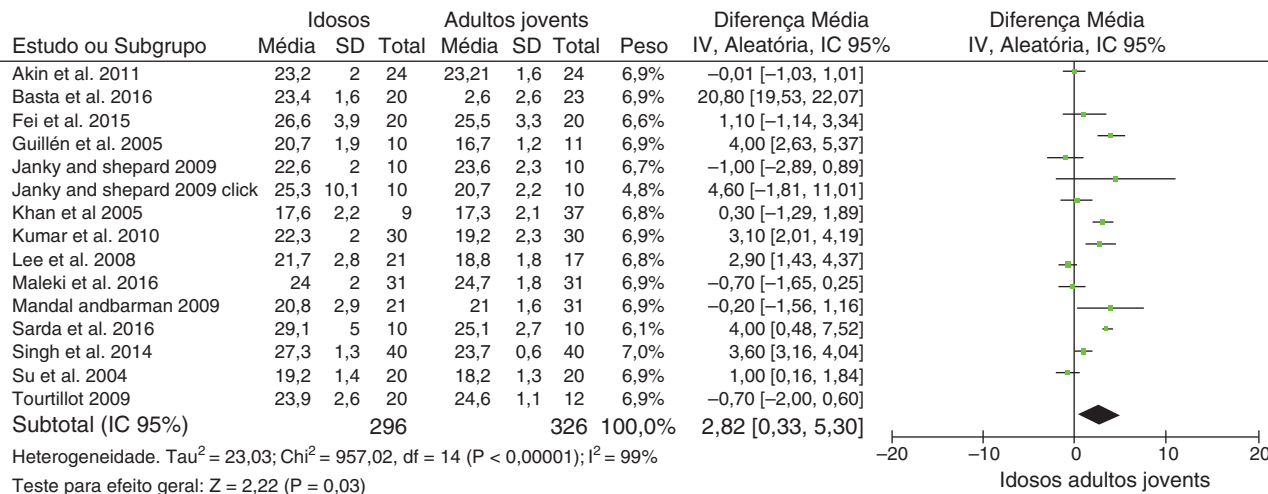 Idosos Adultos jovents Diferença Média Diferença Média
Estudo ou Subgrupo Média SD Total Média SD Total Peso IV, Aleatória, IC 95% IV, Aleatória, IC 95%
Akin et al. 2011 23,2 2 24 23,21 1,6 24 6,9% –0,01 [–1,03, 1,01]
Basta et al. 2016 23,4 1,6 20 2,6 2,6 23 6,9% 20,80 [19,53, 22,07]
Fei et al. 2015 26,6 3,9 20 25,5 3,3 20 6,6% 1,10 [–1,14, 3,34]
Guillén et al. 2005 20,7 1,9 10 16,7 1,2 11 6,9% 4,00 [2,63, 5,37]
Janky and shepard 2009 22,6 2 10 23,6 2,3 10 6,7% –1,00 [–2,89, 0,89]
Janky and shepard 2009 click 25,3 10,1 10 20,7 2,2 10 4,8% 4,60 [–1,81, 11,01]
Khan et al 2005 17,6 2,2 9 17,3 2,1 37 6,8% 0,30 [–1,29, 1,89]
Kumar et al. 2010 22,3 2 30 19,2 2,3 30 6,9% 3,10 [2,01, 4,19]
Lee et al. 2008 21,7 2,8 21 18,8 1,8 17 6,8% 2,90 [1,43, 4,37]
Maleki et al. 2016 24 2 31 24,7 1,8 31 6,9% –0,70 [–1,65, 0,25]
Mandal andbarman 2009 20,8 2,9 21 21 1,6 31 6,9% –0,20 [–1,56, 1,16]
Sarda et al. 2016 29,1 5 10 25,1 2,7 10 6,1% 4,00 [0,48, 7,52]
Singh et al. 2014 27,3 1,3 40 23,7 0,6 40 7,0% 3,60 [3,16, 4,04]
Su et al. 2004 19,2 1,4 20 18,2 1,3 20 6,9% 1,00 [0,16, 1,84]
Tourtillot 2009 23,9 2,6 20 24,6 1,1 12 6,9% –0,70 [–2,00, 0,60]
Subtotal (IC 95%) 296 326 100,0% 2,82 [0,33, 5,30]
–20 –10 0 10 20
Heterogeneidade. Tau² = 23,03; Chi² = 957,02, df = 14 (P < 0,00001); I² = 99%
Idosos adultos jovents
Teste para efeito geral: Z = 2,22 (P = 0,03)